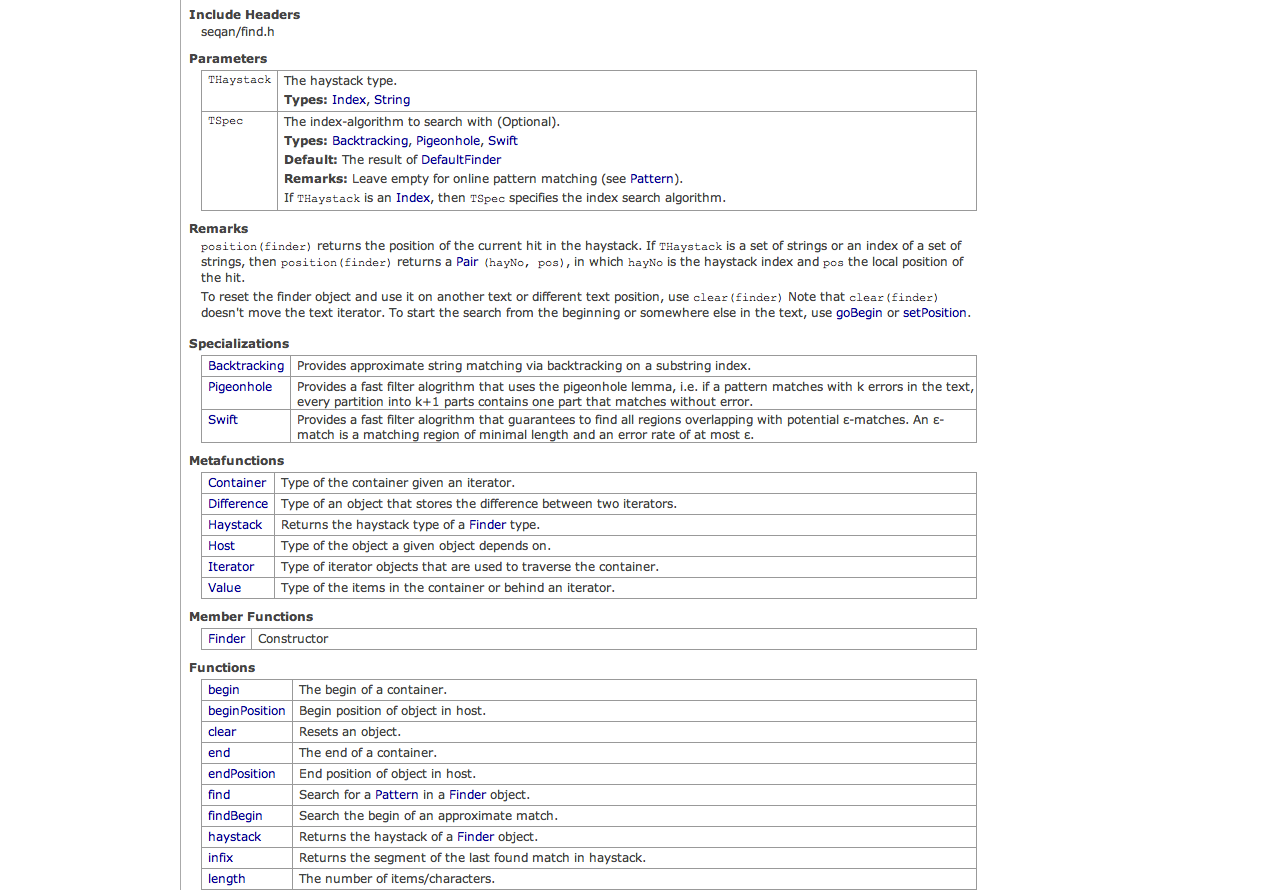 Include Headers
seqan/find.h
Parameters
THaystack The haystack type.
Types: Index, String
TSpec The index-algorithm to search with (Optional).
Types: Backtracking, Pigeonhole, Swift
Default: The result of DefaultFinder
Remarks: Leave empty for online pattern matching (see Pattern).
If THaystack is an Index, then TSpec specifies the index search algorithm.
Remarks
position(finder) returns the position of the current hit in the haystack. If THaystack is a set of strings or an index of a set of
strings, then position(finder) returns a Pair (hayNo, pos), in which hayNo is the haystack index and pos the local position of
the hit.
To reset the finder object and use it on another text or different text position, use clear(finder) Note that clear(finder)
doesn't move the text iterator. To start the search from the beginning or somewhere else in the text, use goBegin or setPosition.
Specializations
Backtracking Provides approximate string matching via backtracking on a substring index.
Pigeonhole Provides a fast filter alogrithm that uses the pigeonhole lemma, i.e. if a pattern matches with k errors in the text,
every partition into k+1 parts contains one part that matches without error.
Swift Provides a fast filter alogrithm that guarantees to find all regions overlapping with potential ε-matches. An ε-
match is a matching region of minimal length and an error rate of at most ε.
Metafunctions
Container Type of the container given an iterator.
Difference Type of an object that stores the difference between two iterators.
Haystack Returns the haystack type of a Finder type.
Host Type of the object a given object depends on.
Iterator Type of iterator objects that are used to traverse the container.
Value Type of the items in the container or behind an iterator.
Member Functions
Finder Constructor
Functions
begin The begin of a container.
beginPosition Begin position of object in host.
clear Resets an object.
end The end of a container.
endPosition End position of object in host.
find Search for a Pattern in a Finder object.
findBegin Search the begin of an approximate match.
haystack Returns the haystack of a Finder object.
infix Returns the segment of the last found match in haystack.
length The number of items/characters.